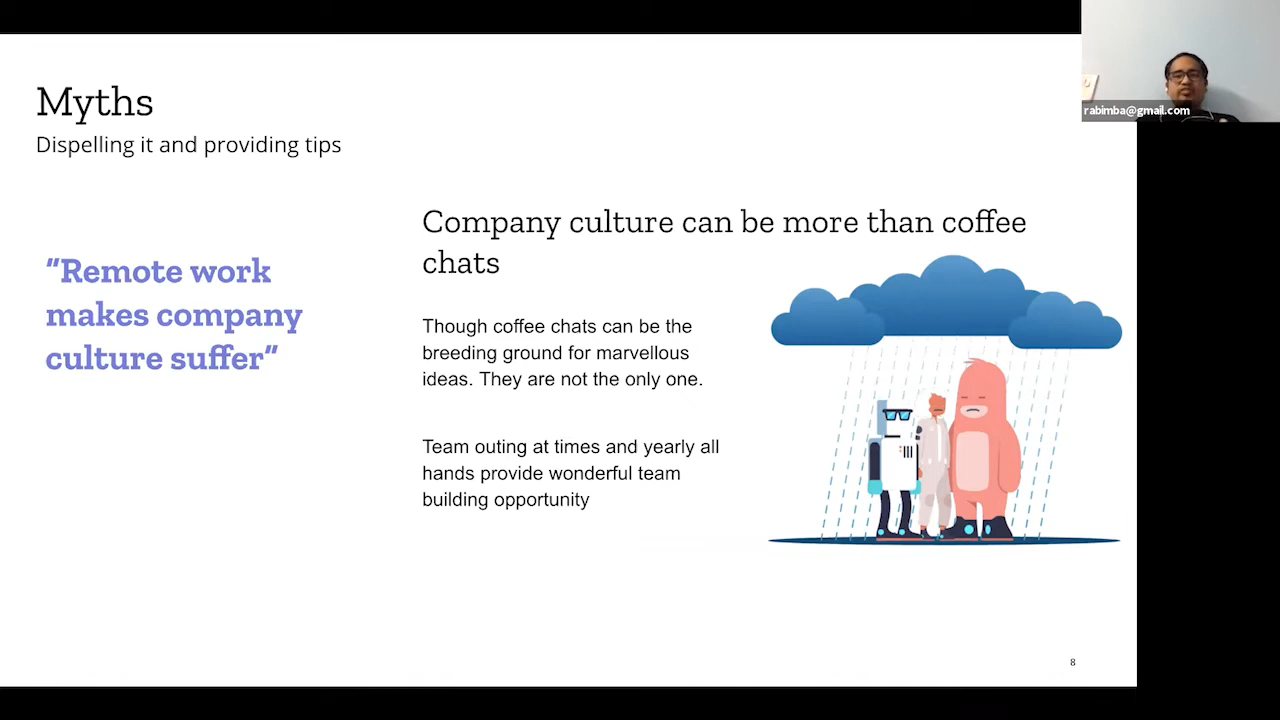 Myths
Dispelling it and providing tips
“Remote work
makes company
culture suffer”
Company culture can be more than coffee
chats
Though coffee chats can be the
breeding ground for marvellous
ideas. They are not the only one.
Team outing at times and yearly all
hands provide wonderful team
building opportunity
8
rabimba@gmail.com